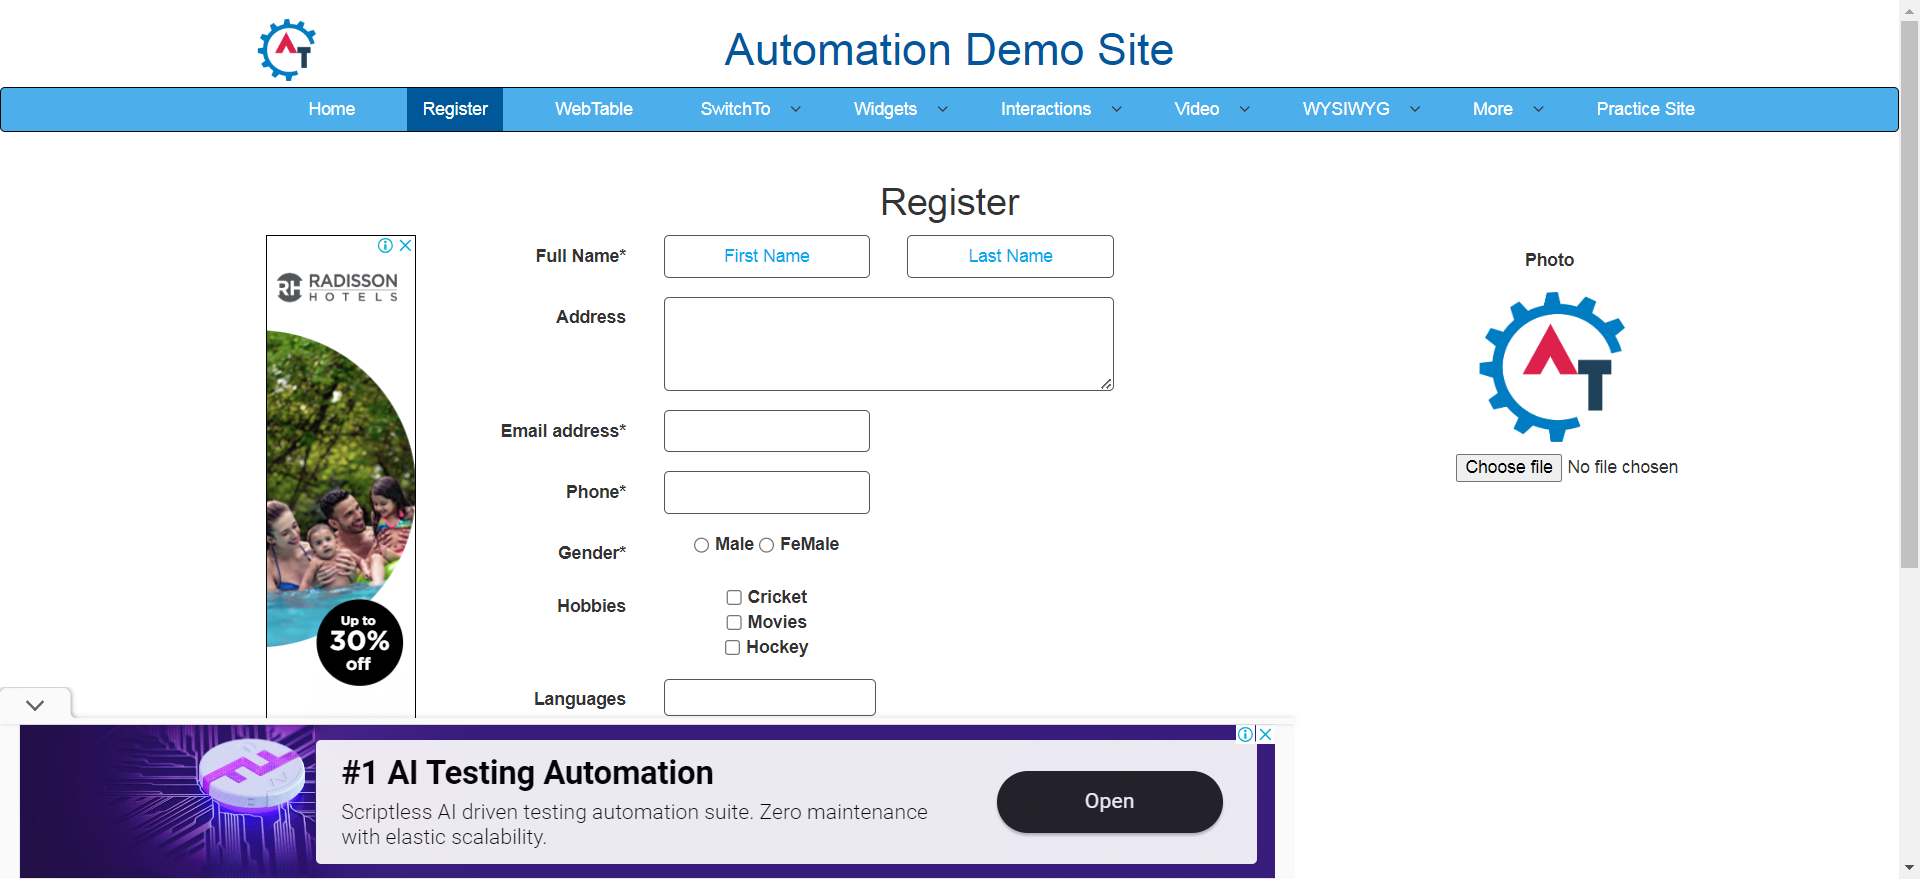 AT
Automation Demo Site
Home Register WebTable SwitchTo Widgets Interactions Video WYSIWYG More Practice Site
Register
RH RADISSON
HOTELS
Up to
30%
off
Full Name* First Name Last Name
Address
Email address*
Phone*
Gender* Male FeMale
Hobbies Cricket
Movies
Hockey
Languages
Photo
AT
Choose file No file chosen
#1 AI Testing Automation
Scriptless AI driven testing automation suite. Zero maintenance
with elastic scalability.
Open